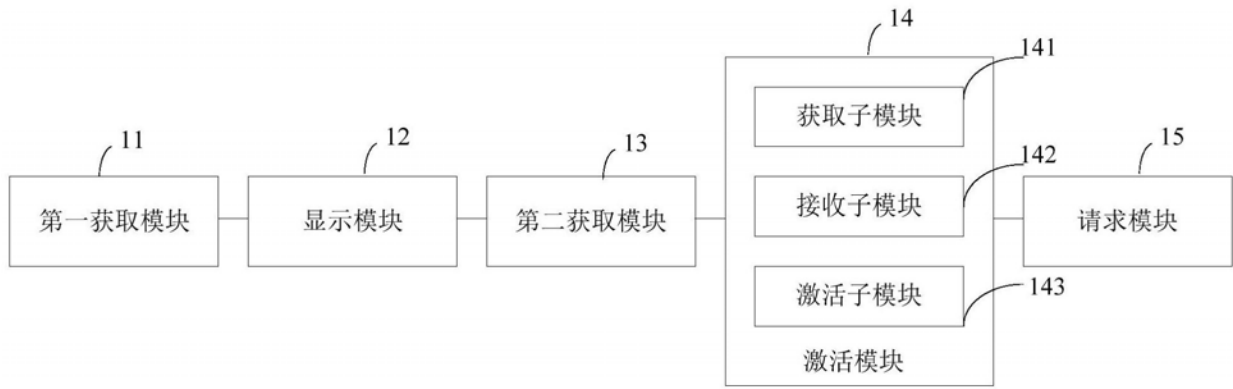 14
141
获取子模块
11
12
13
142
15
第一获取模块
显示模块
第二获取模块
接收子模块
请求模块
激活子模块
143
激活模块